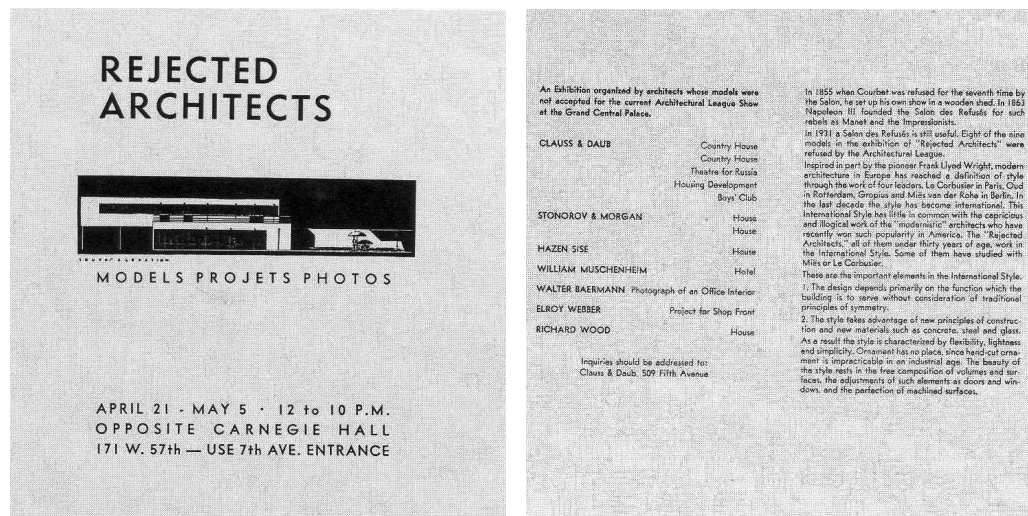 REJECTED
ARCHITECTS
SOUTH ELEVATION
MODELS PROJETS PHOTOS
APRIL 21 - MAY 5 · 12 to 10 P.M.
OPPOSITE CARNEGIE HALL
171 W. 57th — USE 7th AVE. ENTRANCE
An Exhibition organized by architects whose models were
not accepted for the current Architectural League Show
at the Grand Central Palace.
CLAUSS & DAUB Country House
Country House
Theatre for Russia
Housing Development
Boys' Club
STONOROV & MORGAN House
House
HAZEN SISE House
WILLIAM MUSCHENHEIM Hotel
WALTER BAERMANN Photograph of an Office Interior
ELROY WEBBER Project for Shop Front
RICHARD WOOD House
Inquiries should be addressed to:
Clauss & Daub, 509 Fifth Avenue
In 1855 when Courbet was refused for the seventh time by
the Salon, he set up his own show in a wooden shed. In 1863
Napoleon III founded the Salon des Refusés for such
rebels as Manet and the Impressionists.
In 1931 a Salon des Refusés is still useful. Eight of the nine
models in the exhibition of "Rejected Architects" were
refused by the Architectural League.
Inspired in part by the pioneer Frank Llyod Wright, modern
architecture in Europe has reached a definition of style
through the work of four leaders, Le Corbusier in Paris, Oud
in Rotterdam, Gropius and Miës van der Rohe in Berlin. In
the last decade the style has become international. This
International Style has little in common with the capricious
and illogical work of the "modernistic" architects who have
recently won such popularity in America. The "Rejected
Architects," all of them under thirty years of age, work in
the International Style. Some of them have studied with
Miës or Le Corbusier.
These are the important elements in the International Style.
1. The design depends primarily on the function which the
building is to serve without consideration of traditional
principles of symmetry.
2. The style takes advantage of new principles of construc-
tion and new materials such as concrete, steel and glass.
As a result the style is characterized by flexibility, lightness
and simplicity. Ornament has no place, since hand-cut orna-
ment is impracticable in an industrial age. The beauty of
the style rests in the free composition of volumes and sur-
faces, the adjustments of such elements as doors and win-
dows, and the perfection of machined surfaces.